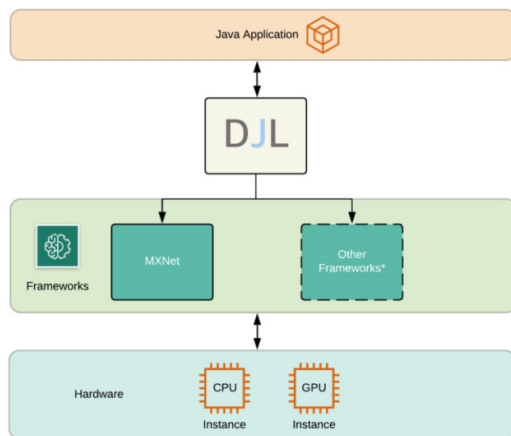 Java Application
DJL
MXNet
Other
Frameworks*
Frameworks
Hardware
CPU
GPU
Instance
Instance